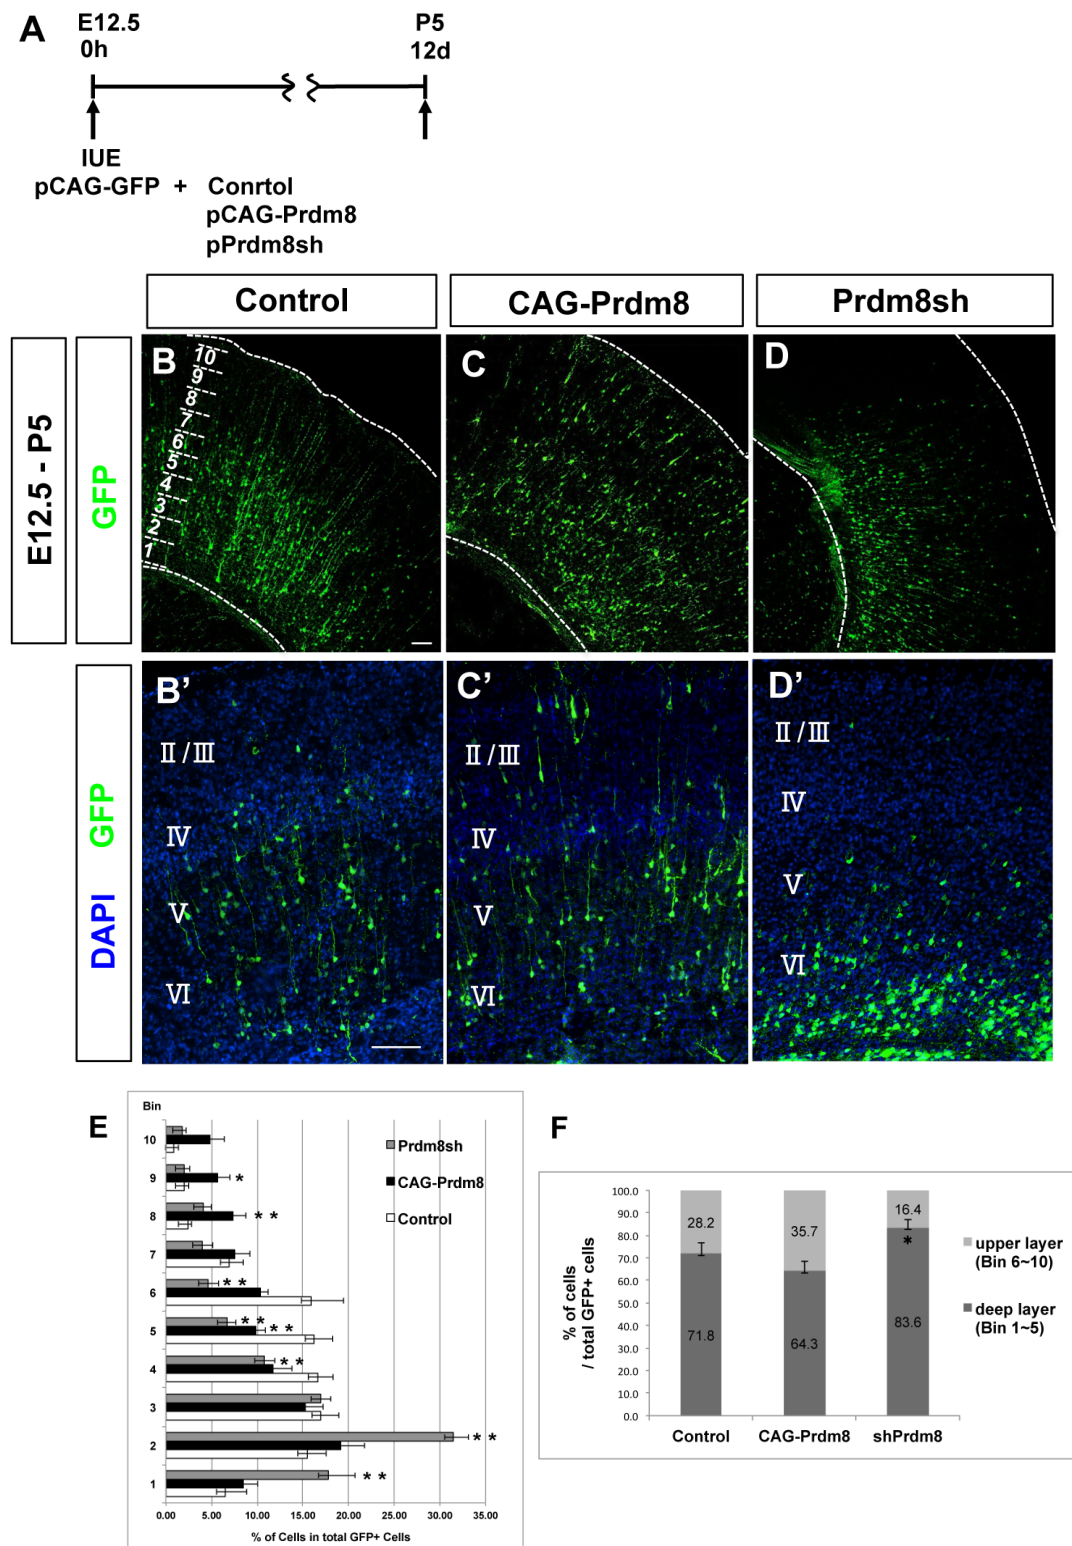 A
E12.5
0h
P5
12d
IUE
pCAG-GFP + Conrtol
pCAG-Prdm8
pPrdm8sh
Control
CAG-Prdm8
Prdm8sh
E12.5 - P5
GFP
B
10
9
8
7
6
5
4
3
2
1
C
D
DAPI GFP
B'
Ⅱ/Ⅲ
Ⅳ
Ⅴ
Ⅵ
C'
Ⅱ/Ⅲ
Ⅳ
Ⅴ
Ⅵ
D'
Ⅱ/Ⅲ
Ⅳ
Ⅴ
Ⅵ
E
Bin
10
9 *
8 * *
7
6 * *
5 * * * *
4 * *
3
2 * *
1 * *
Prdm8sh
CAG-Prdm8
Control
0.00 5.00 10.00 15.00 20.00 25.00 30.00 35.00
% of Cells in total GFP+ Cells
F
% of cells
/ total GFP+ cells
100.0
90.0
80.0
70.0
60.0
50.0
40.0
30.0
20.0
10.0
0.0
28.2 35.7 16.4
*
71.8 64.3 83.6
Control CAG-Prdm8 shPrdm8
upper layer
(Bin 6~10)
deep layer
(Bin 1~5)